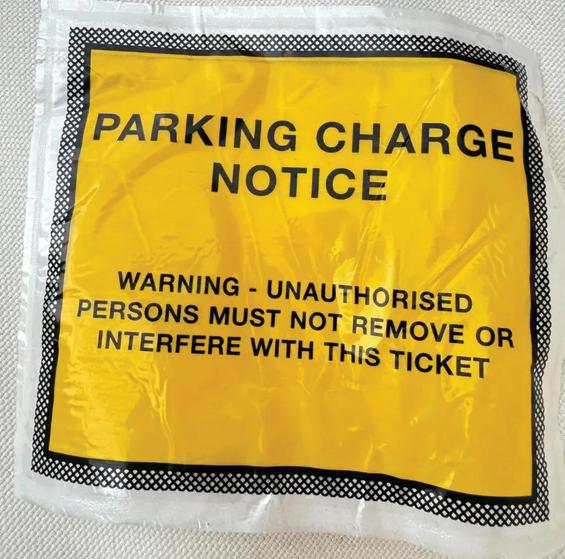 PARKING CHARGE
NOTICE
WARNING - UNAUTHORISED
PERSONS MUST NOT REMOVE OR
INTERFERE WITH THIS TICKET